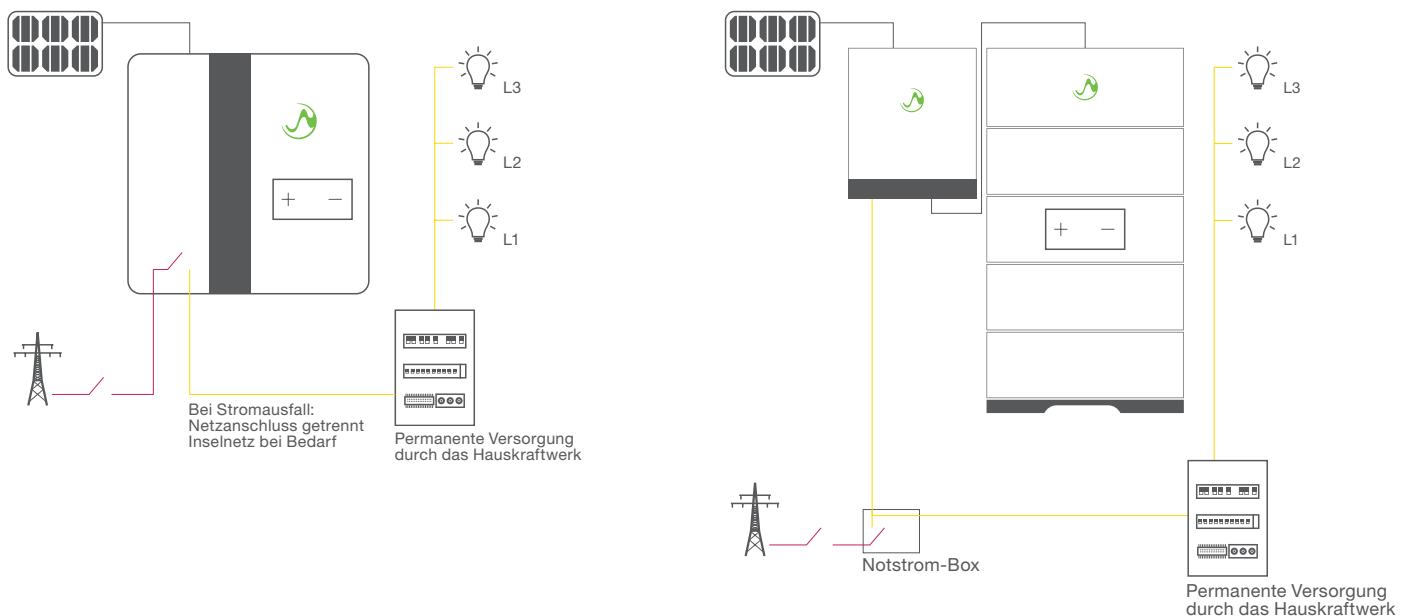 L3
L2
L1
+ −
Bei Stromausfall:
Netzanschluss getrennt
Inselnetz bei Bedarf
Permanente Versorgung
durch das Hauskraftwerk
L3
L2
L1
+ −
Notstrom-Box
Permanente Versorgung
durch das Hauskraftwerk